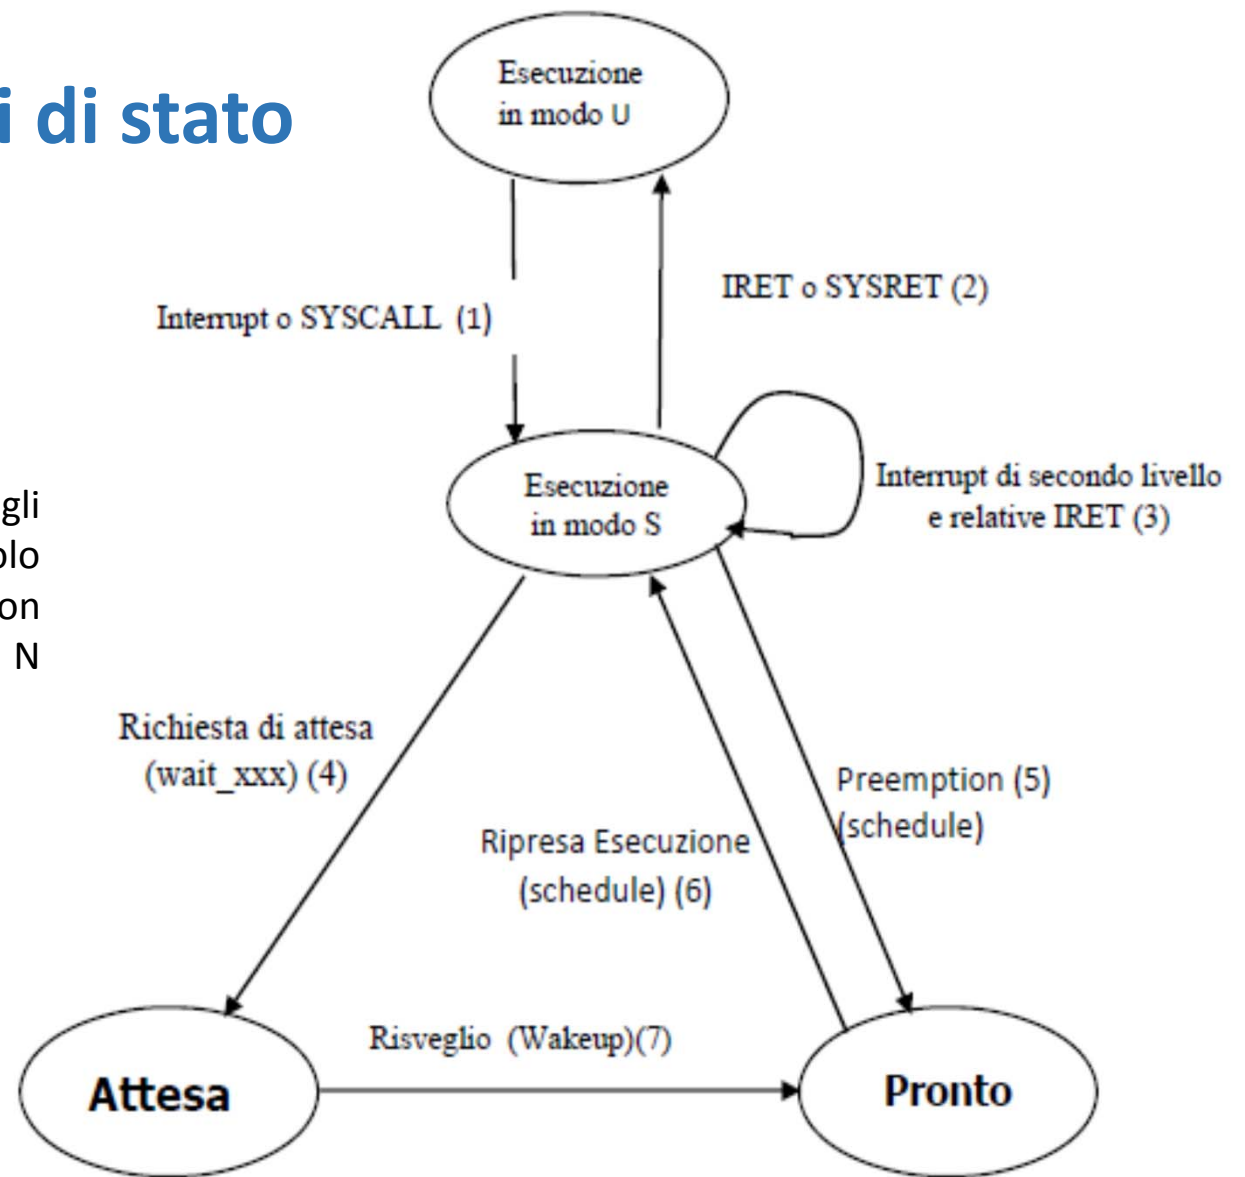 Esecuzione
in modo U
i di stato
IRET o SYSRET (2)
Interrupt o SYSCALL (1)
Esecuzione
in modo S
Interrupt di secondo livello
e relative IRET (3)
gli
olo
on
N
Richiesta di attesa
(wait_xxx) (4)
Preemption (5)
(schedule)
Ripresa Esecuzione
(schedule) (6)
Risveglio (Wakeup)(7)
Attesa
Pronto